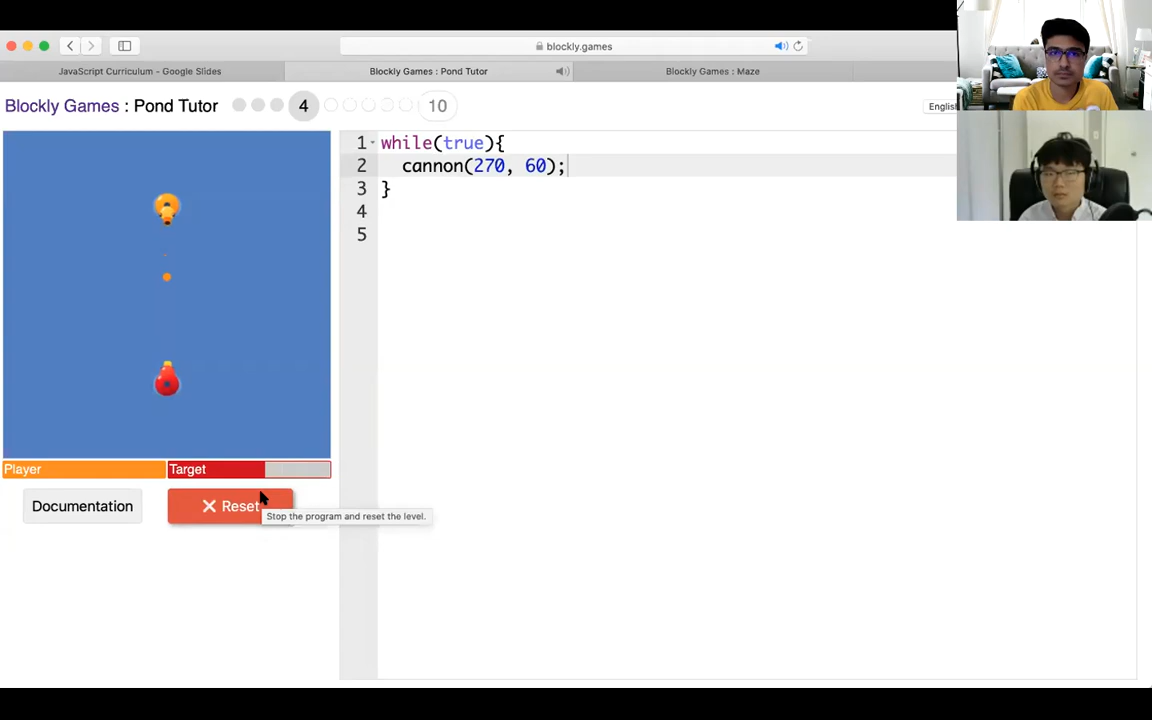 blockly.games
JavaScript Curriculum - Google Slides
Blockly Games : Pond Tutor
Blockly Games : Maze
Blockly Games : Pond Tutor 4 10
English
1 while(true){
2 cannon(270, 60);
3 }
4
5
Player Target
Documentation
Reset
Stop the program and reset the level.